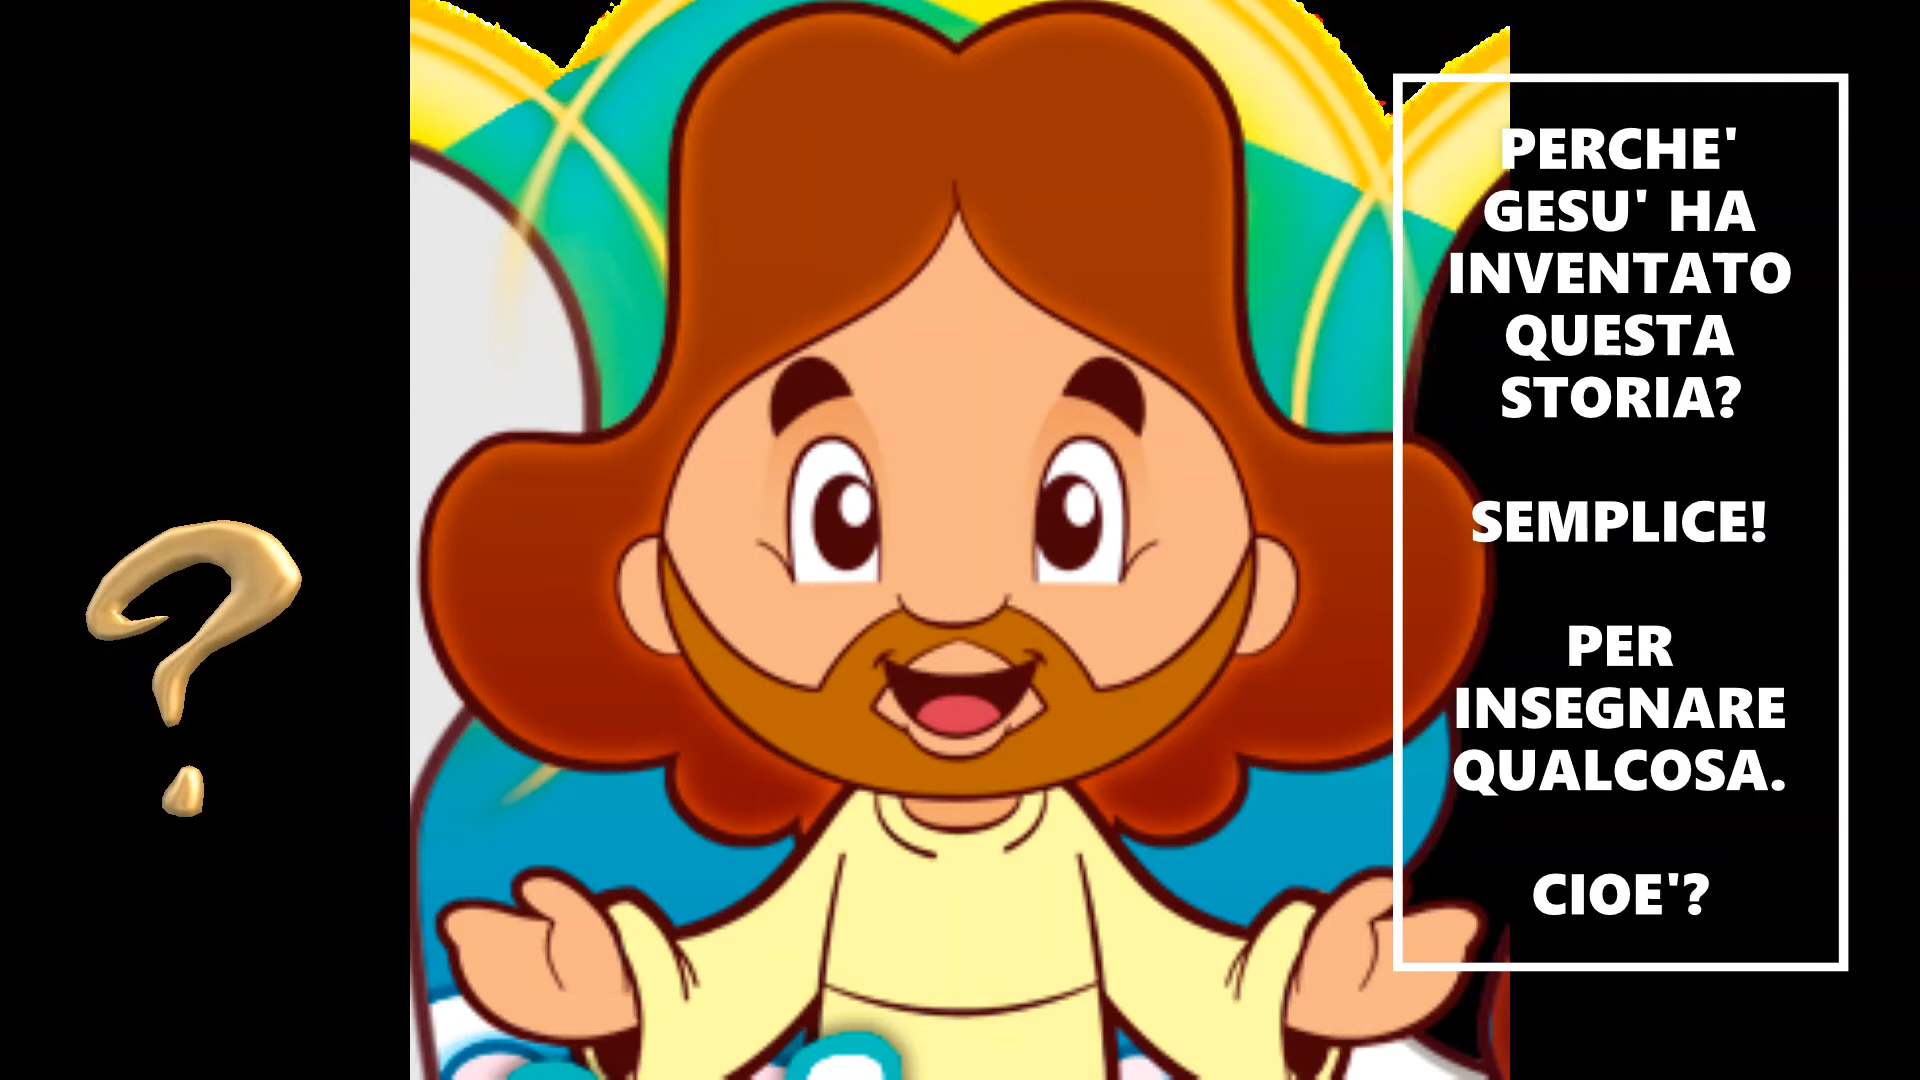 PERCHE'
GESU' HA
INVENTATO
QUESTA
STORIA?
SEMPLICE!
PER
INSEGNARE
QUALCOSA.
CIOE'?
?